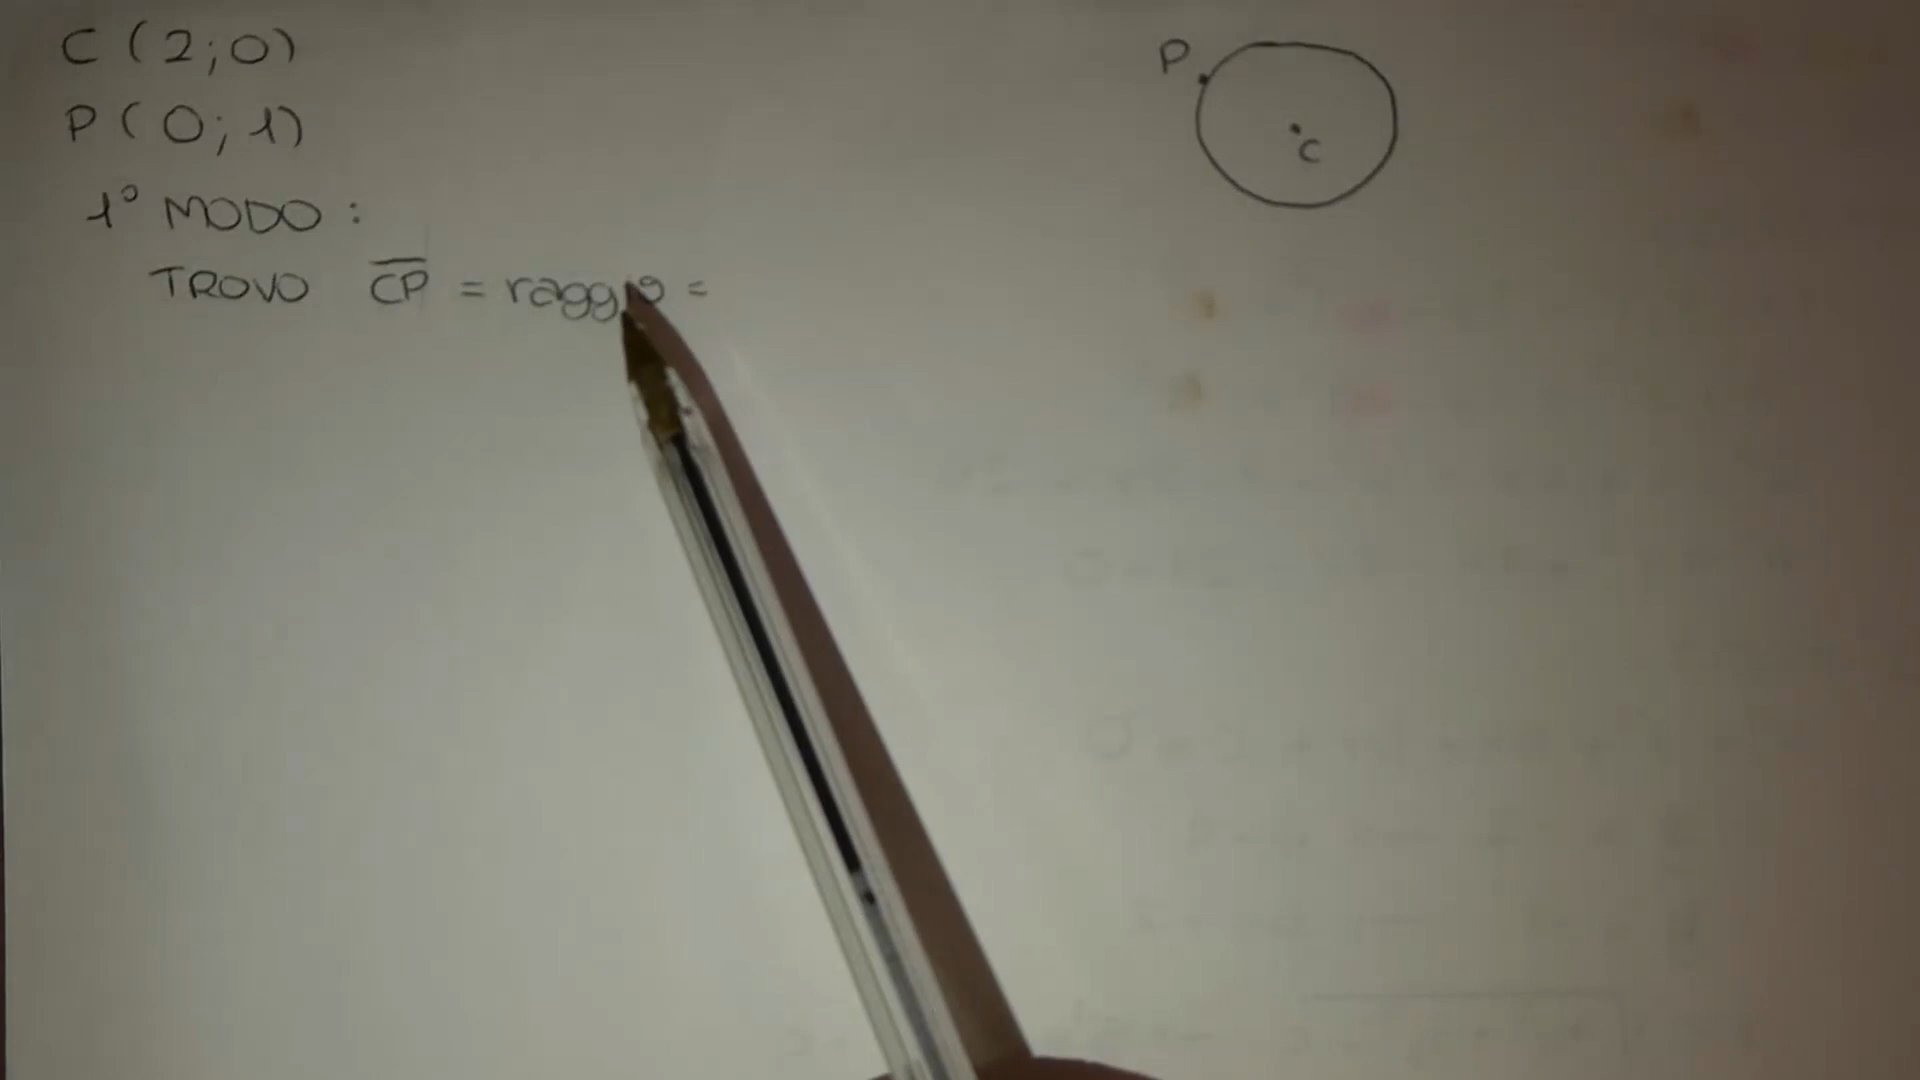 C (2;0)
P (0;1)
1° MODO :
TROVO CP = raggio =
P
C